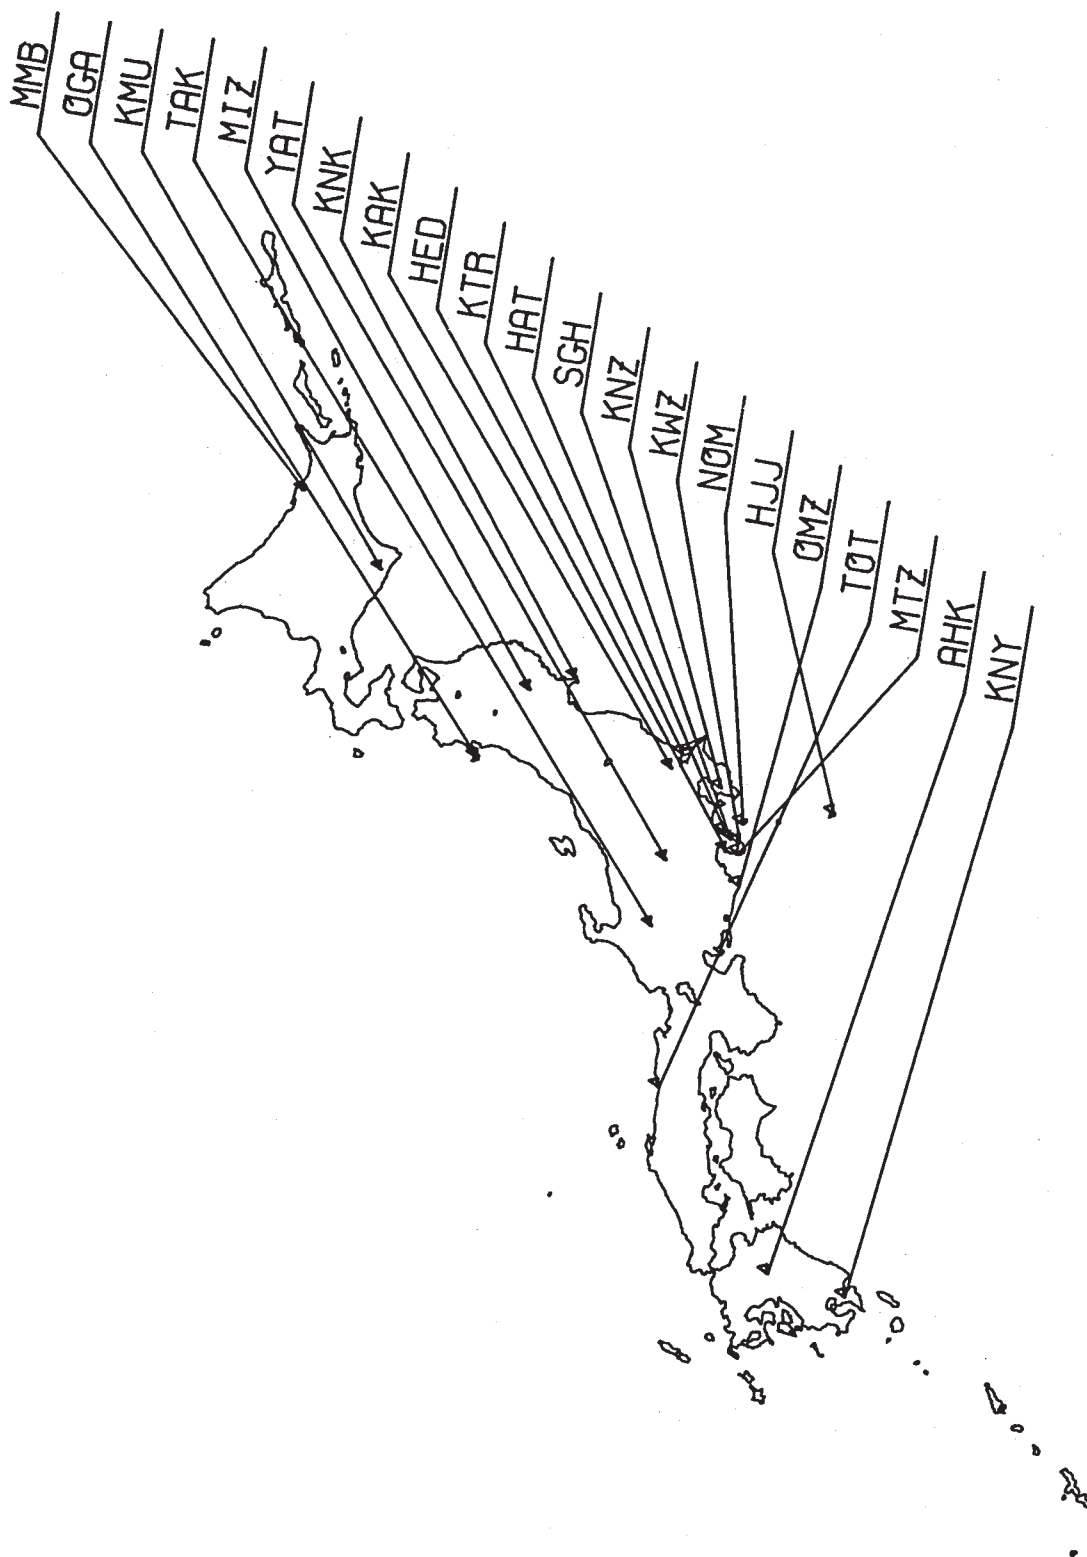 MMB
ØGA
KMU
TAK
MIZ
YAT
KNK
KAK
HED
KTR
HAT
SGH
KNZ
KWZ
NØM
HJJ
ØMZ
TØT
MTZ
AHK
KNY